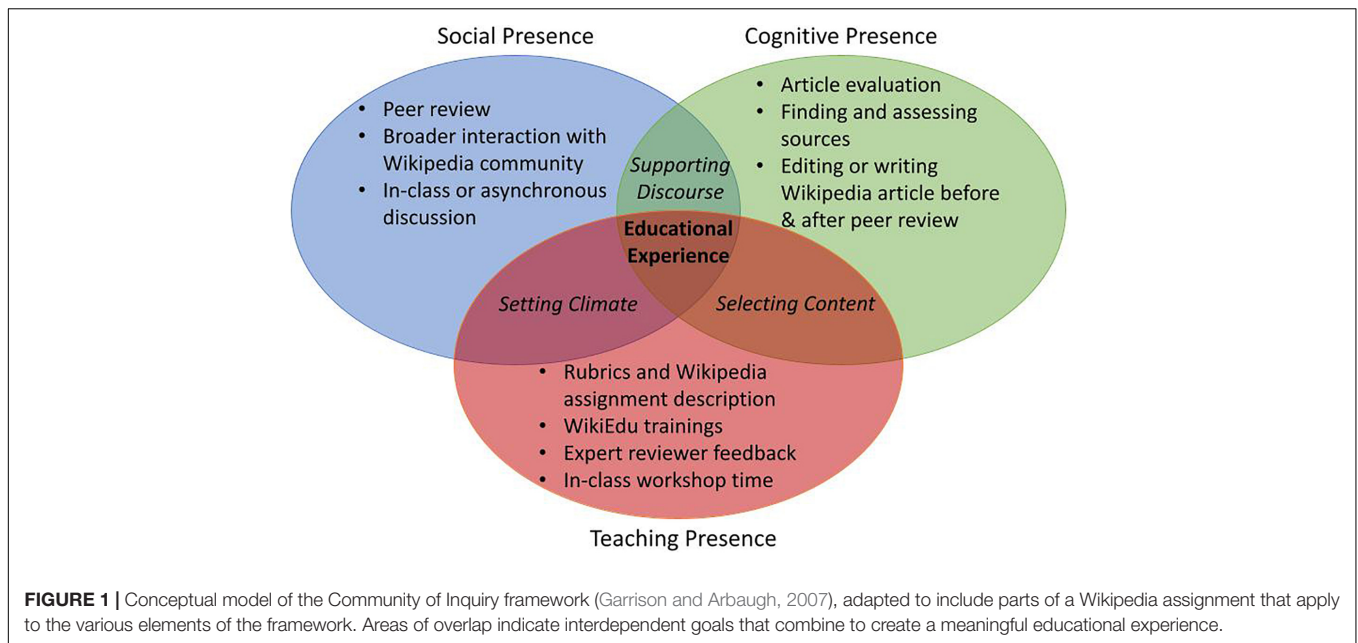 Social Presence
Cognitive Presence
• Peer review
• Broader interaction with
Wikipedia community
• In-class or asynchronous
discussion
Supporting
Discourse
• Article evaluation
• Finding and assessing
sources
• Editing or writing
Wikipedia article before
& after peer review
Educational
Experience
Setting Climate
Selecting Content
• Rubrics and Wikipedia
assignment description
• WikiEdu trainings
• Expert reviewer feedback
• In-class workshop time
Teaching Presence
FIGURE 1 | Conceptual model of the Community of Inquiry framework (Garrison and Arbaugh, 2007), adapted to include parts of a Wikipedia assignment that apply
to the various elements of the framework. Areas of overlap indicate interdependent goals that combine to create a meaningful educational experience.